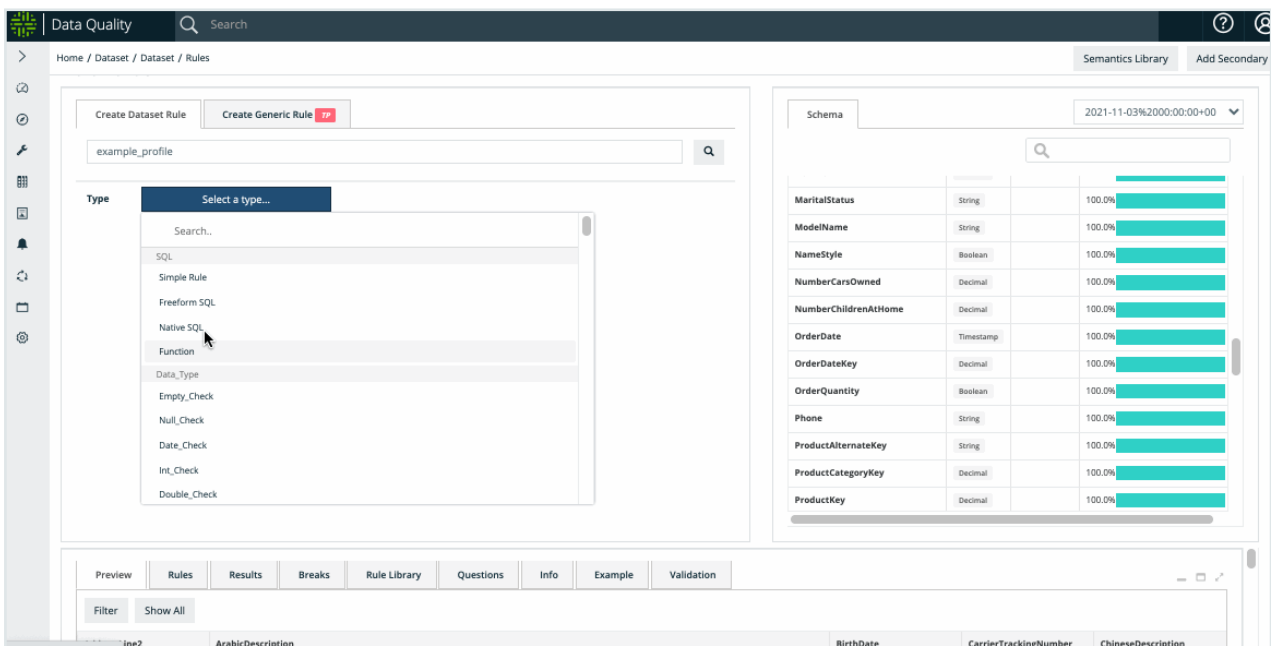 Data Quality
Search
Home / Dataset / Dataset / Rules
Semantics Library
Add Secondary
Create Dataset Rule
Create Generic Rule TP
example_profile
Type
Select a type...
Search..
SQL
Simple Rule
Freeform SQL
Native SQL
Function
Data_Type
Empty_Check
Null_Check
Date_Check
Int_Check
Double_Check
Schema
2021-11-03%2000:00:00+00
MaritalStatus String 100.0%
ModelName String 100.0%
NameStyle Boolean 100.0%
NumberCarsOwned Decimal 100.0%
NumberChildrenAtHome Decimal 100.0%
OrderDate Timestamp 100.0%
OrderDateKey Decimal 100.0%
OrderQuantity Boolean 100.0%
Phone String 100.0%
ProductAlternateKey String 100.0%
ProductCategoryKey Decimal 100.0%
ProductKey Decimal 100.0%
Preview Rules Results Breaks Rule Library Questions Info Example Validation
Filter Show All
ArabicDescription BirthDate CarrierTrackingNumber ChineseDescription